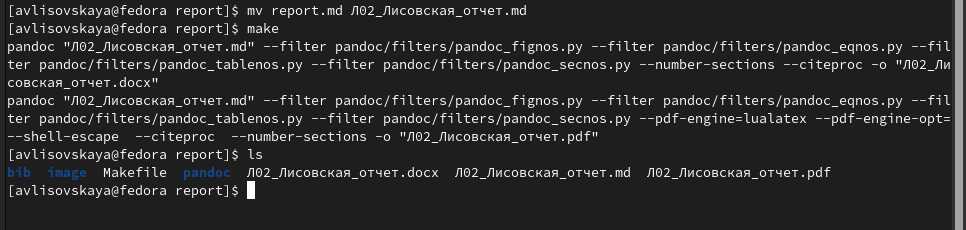 [avlisovskaya@fedora report]$ mv report.md Л02_Лисовская_отчет.md
[avlisovskaya@fedora report]$ make
pandoc "Л02_Лисовская_отчет.md" --filter pandoc/filters/pandoc_fignos.py --filter pandoc/filters/pandoc_eqnos.py --fil
ter pandoc/filters/pandoc_tablenos.py --filter pandoc/filters/pandoc_secnos.py --number-sections --citeproc -o "Л02_Ли
совская_отчет.docx"
pandoc "Л02_Лисовская_отчет.md" --filter pandoc/filters/pandoc_fignos.py --filter pandoc/filters/pandoc_eqnos.py --fil
ter pandoc/filters/pandoc_tablenos.py --filter pandoc/filters/pandoc_secnos.py --pdf-engine=lualatex --pdf-engine-opt=
--shell-escape  --citeproc  --number-sections -o "Л02_Лисовская_отчет.pdf"
[avlisovskaya@fedora report]$ ls
bib  image  Makefile  pandoc  Л02_Лисовская_отчет.docx  Л02_Лисовская_отчет.md  Л02_Лисовская_отчет.pdf
[avlisovskaya@fedora report]$